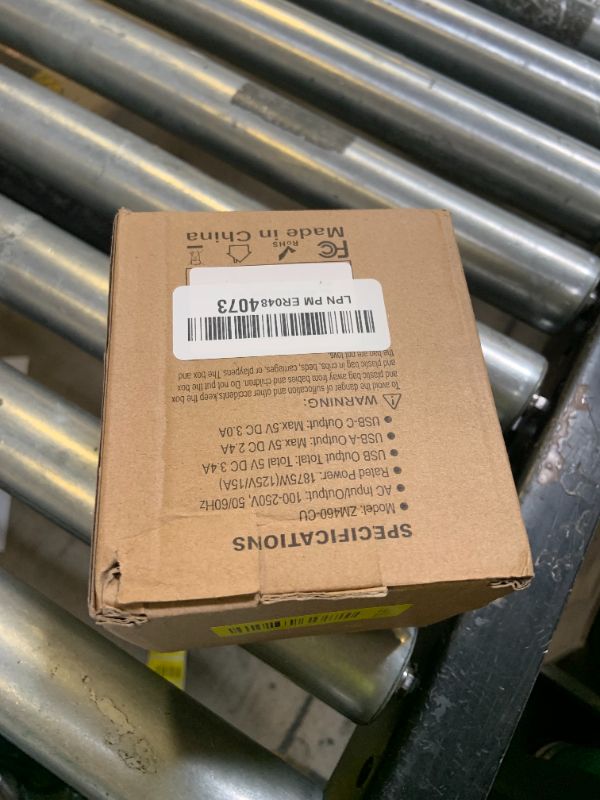 SPECIFICATIONS
● Model: ZM460-CU
● AC Input/Output: 100-250V, 50/60Hz
● Rated Power: 1875W(125V/15A)
● USB Output Total: Total 5V DC 3.4A
● USB-A Output: Max.5V DC 2.4A
● USB-C Output: Max.5V DC 3.0A
⚠ WARNING:
To avoid the danger of suffocation and other accidents keep the box
and plastic bag away from babies and children. Do not put the box
and plastic bag in cribs, beds, carriages, or playpens. The box and
the bag are not toys.
LPN PM ER0484073
FC RoHS
Made in China